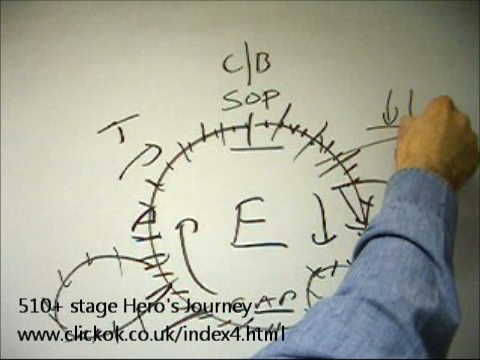 C/B
SOP
T
E
510+ stage Hero's Journey
www.clickok.co.uk/index4.html